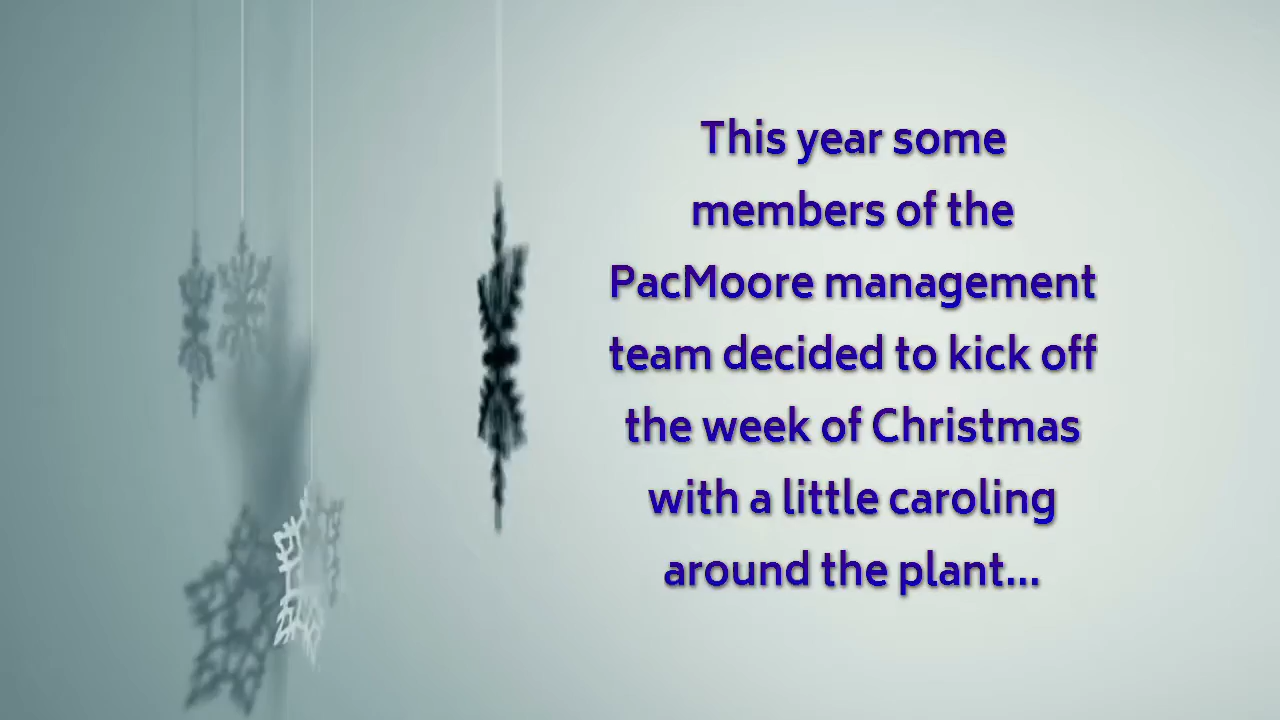 This year some
members of the
PacMoore management
team decided to kick off
the week of Christmas
with a little caroling
around the plant...